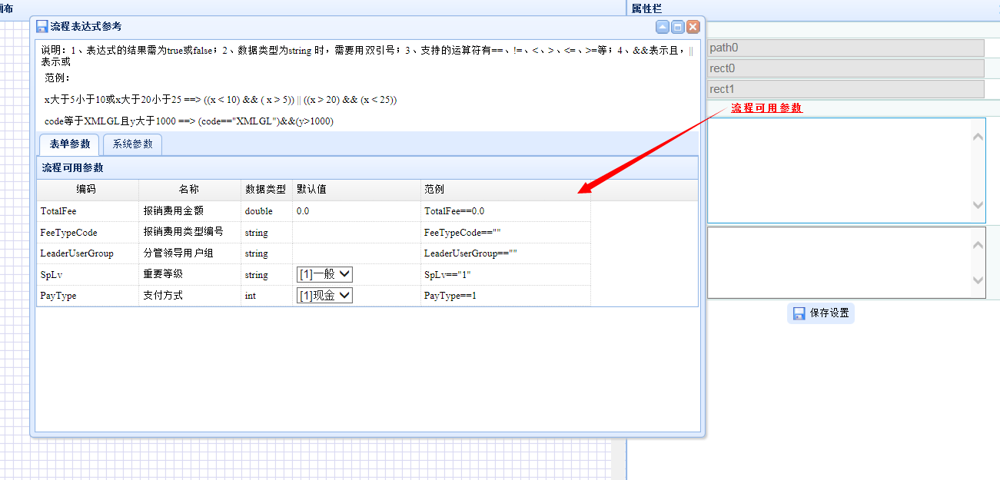 画布
属性栏
流程表达式参考
说明：1、表达式的结果需为true或false；2、数据类型为string 时，需要用双引号；3、支持的运算符有==、!=、<、>、<=、>=等；4、&&表示且，||
表示或
范例：
x大于5小于10或x大于20小于25 ==> ((x < 10) && ( x > 5)) || ((x > 20) && (x < 25))
code等于XMLGL且y大于1000 ==> (code=="XMLGL")&&(y>1000)
表单参数 系统参数
流程可用参数
编码 名称 数据类型 默认值 范例
TotalFee 报销费用金额 double 0.0 TotalFee==0.0
FeeTypeCode 报销费用类型编号 string FeeTypeCode==""
LeaderUserGroup 分管领导用户组 string LeaderUserGroup==""
SpLv 重要等级 string [1]一般 SpLv=="1"
PayType 支付方式 int [1]现金 PayType==1
path0
rect0
rect1
流程可用参数
保存设置